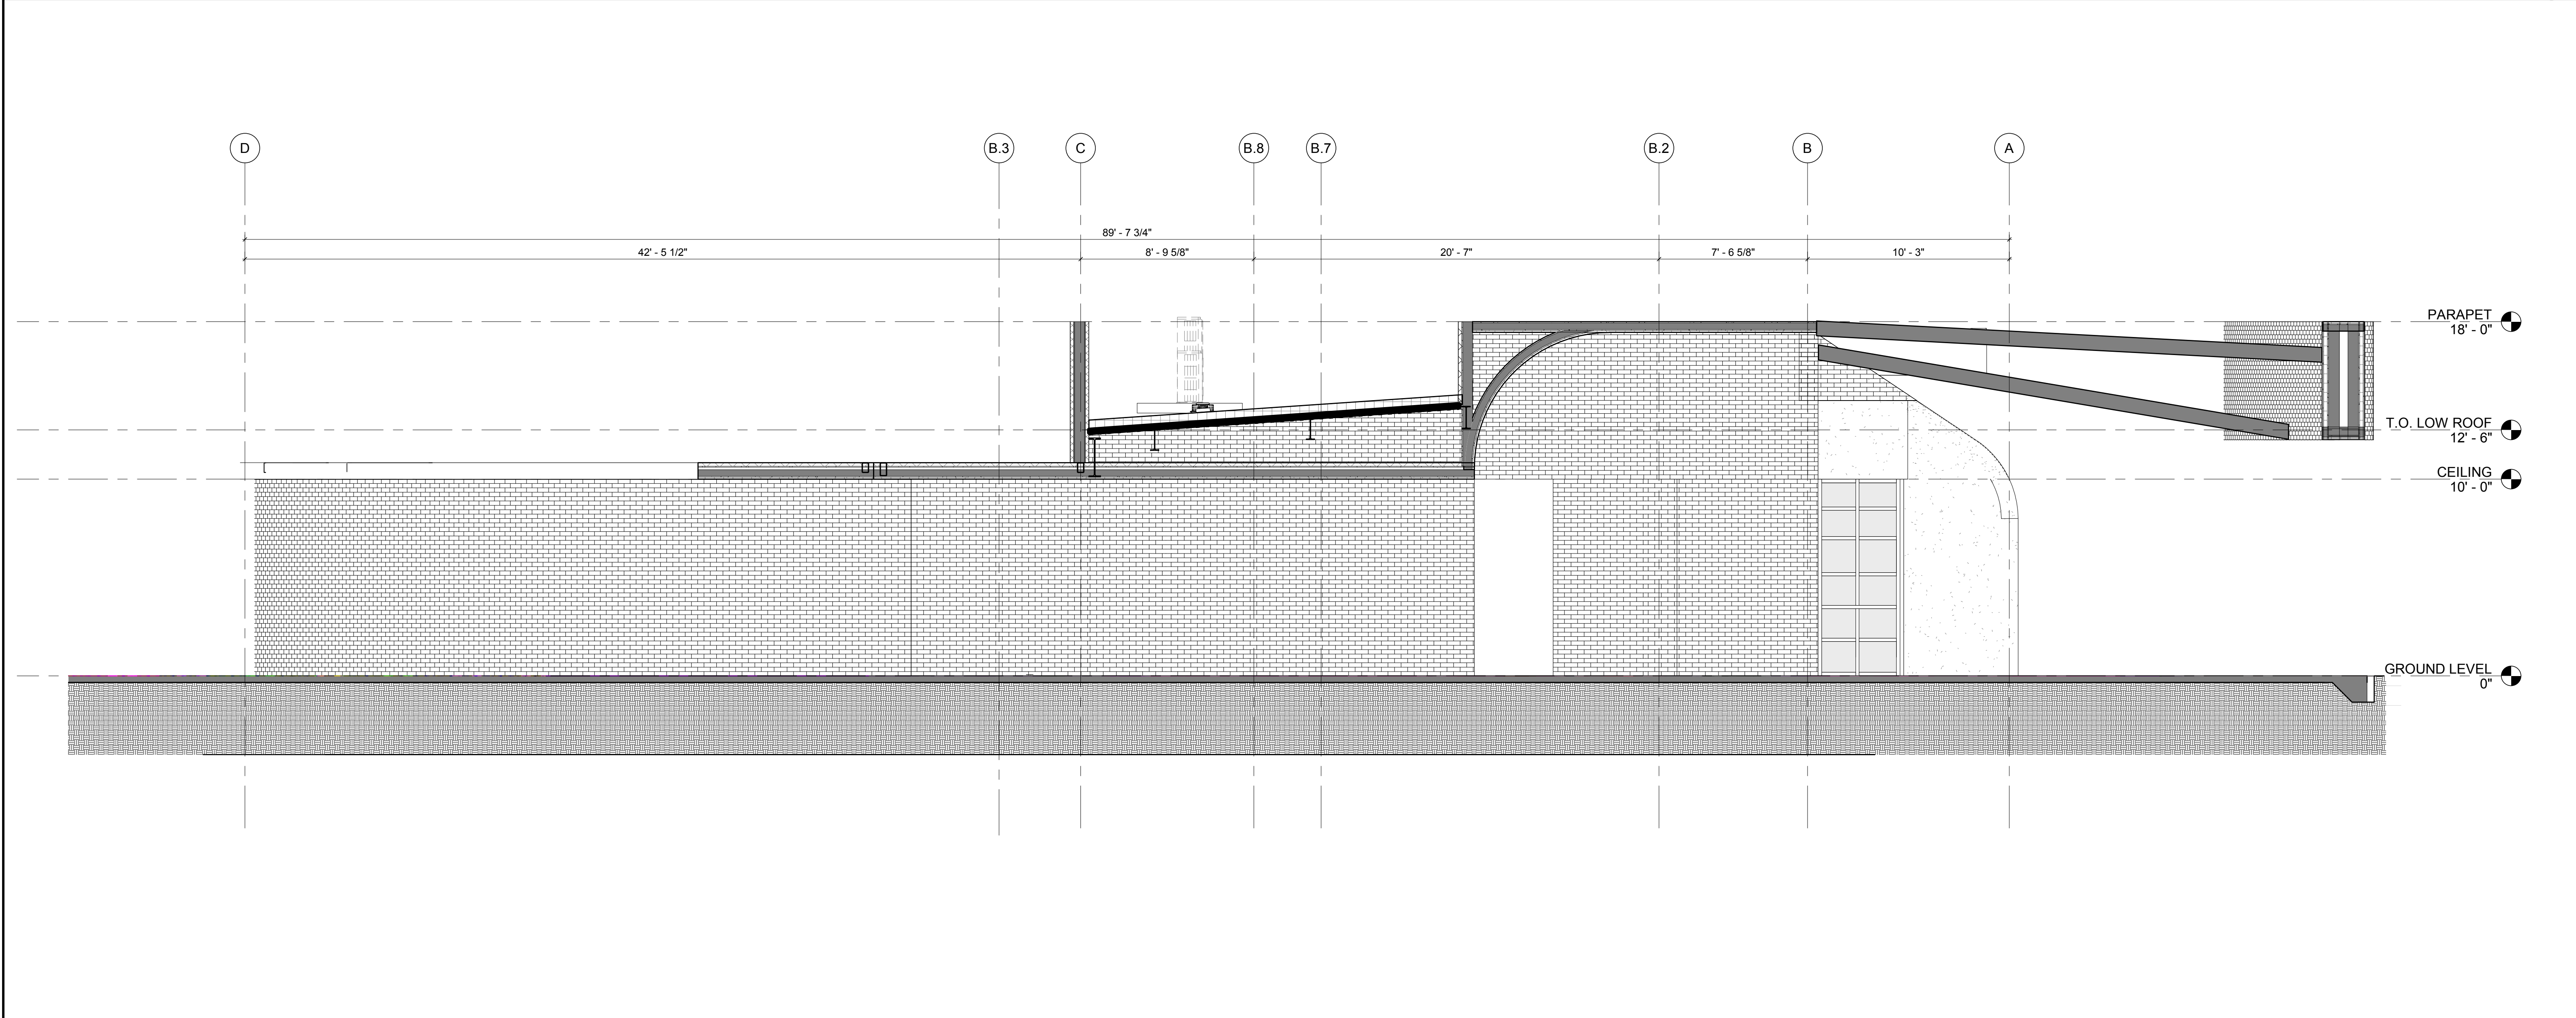 D
B.3
C
B.8
B.7
B.2
B
A
89' - 7 3/4"
42' - 5 1/2"
8' - 9 5/8"
20' - 7"
7' - 6 5/8"
10' - 3"
PARAPET
18' - 0"
T.O. LOW ROOF
12' - 6"
CEILING
10' - 0"
GROUND LEVEL
0"